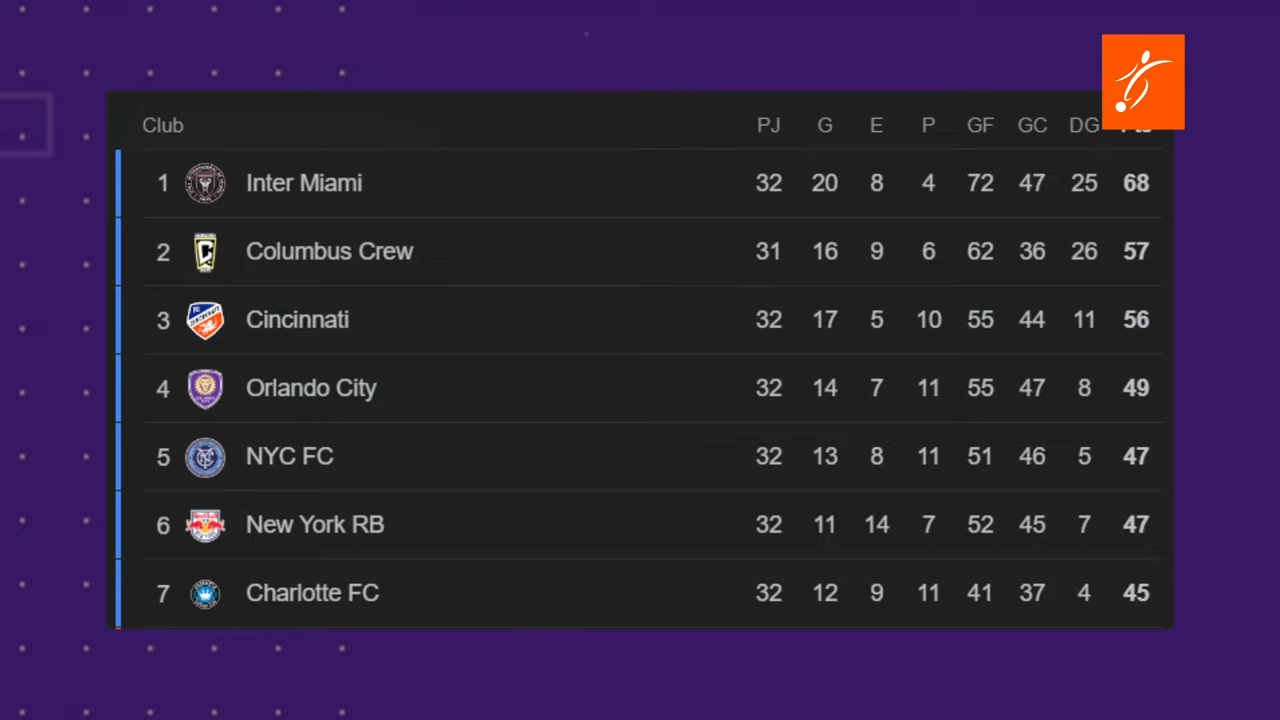 Club PJ G E P GF GC DG Pts
1 Inter Miami 32 20 8 4 72 47 25 68
2 Columbus Crew 31 16 9 6 62 36 26 57
3 Cincinnati 32 17 5 10 55 44 11 56
4 Orlando City 32 14 7 11 55 47 8 49
5 NYC FC 32 13 8 11 51 46 5 47
6 New York RB 32 11 14 7 52 45 7 47
7 Charlotte FC 32 12 9 11 41 37 4 45